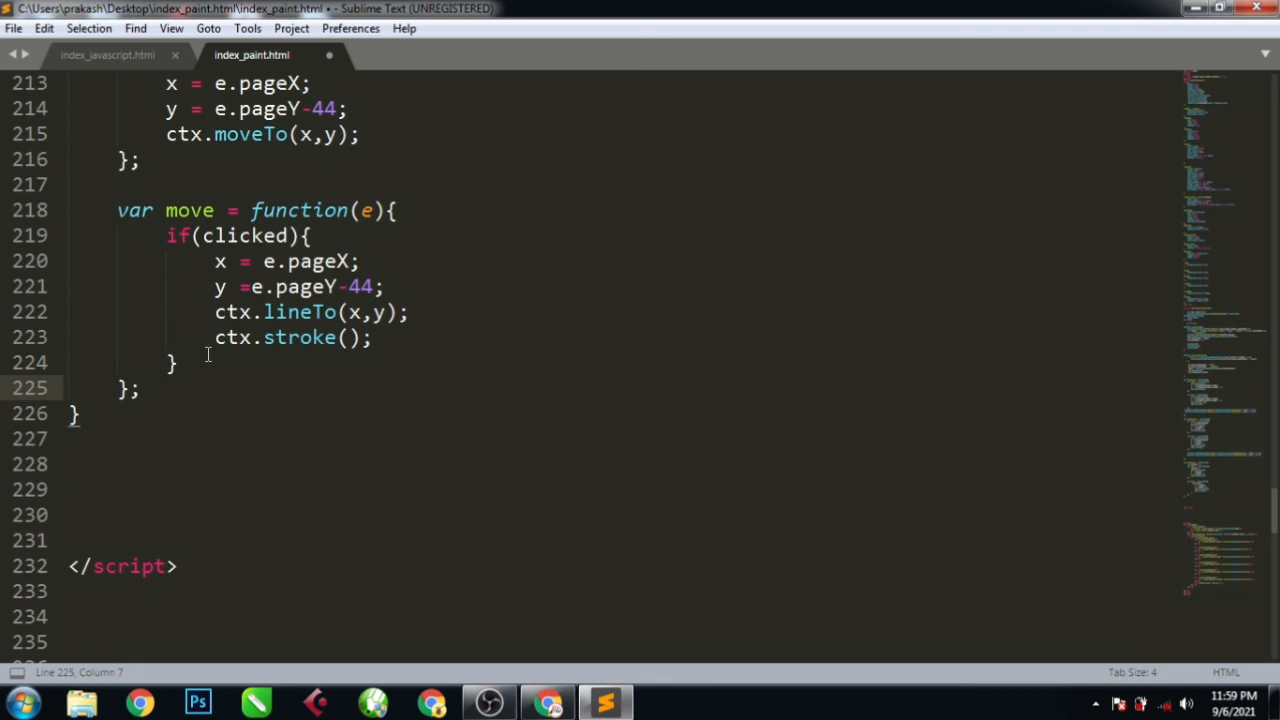 C:\Users\prakash\Desktop\index_paint.html\index_paint.html • - Sublime Text (UNREGISTERED)
File Edit Selection Find View Goto Tools Project Preferences Help
index_javascript.html index_paint.html
213 x = e.pageX;
214 y = e.pageY-44;
215 ctx.moveTo(x,y);
216 };
217
218 var move = function(e){
219 if(clicked){
220 x = e.pageX;
221 y =e.pageY-44;
222 ctx.lineTo(x,y);
223 ctx.stroke();
224 }
225 };
226 }
227
228
229
230
231
232 </script>
233
234
235
Line 225, Column 7 Tab Size: 4 HTML
Ps
11:59 PM
9/6/2021